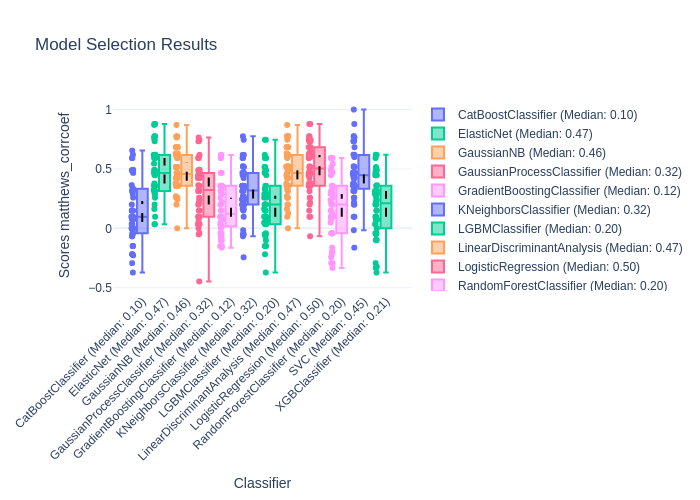 Model Selection Results
Scores matthews_corrcoef
1
0.5
0
−0.5
CatBoostClassifier (Median: 0.10)
ElasticNet (Median: 0.47)
GaussianNB (Median: 0.46)
GaussianProcessClassifier (Median: 0.32)
GradientBoostingClassifier (Median: 0.12)
KNeighborsClassifier (Median: 0.32)
LGBMClassifier (Median: 0.20)
LinearDiscriminantAnalysis (Median: 0.47)
LogisticRegression (Median: 0.50)
RandomForestClassifier (Median: 0.20)
SVC (Median: 0.45)
XGBClassifier (Median: 0.21)
Classifier
CatBoostClassifier (Median: 0.10)
ElasticNet (Median: 0.47)
GaussianNB (Median: 0.46)
GaussianProcessClassifier (Median: 0.32)
GradientBoostingClassifier (Median: 0.12)
KNeighborsClassifier (Median: 0.32)
LGBMClassifier (Median: 0.20)
LinearDiscriminantAnalysis (Median: 0.47)
LogisticRegression (Median: 0.50)
RandomForestClassifier (Median: 0.20)